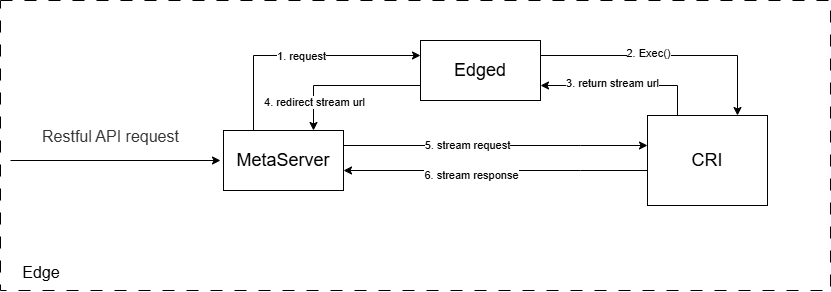 1. request
Edged
2. Exec()
3. return stream url
4. redirect stream url
Restful API request
MetaServer
5. stream request
6. stream response
CRI
Edge